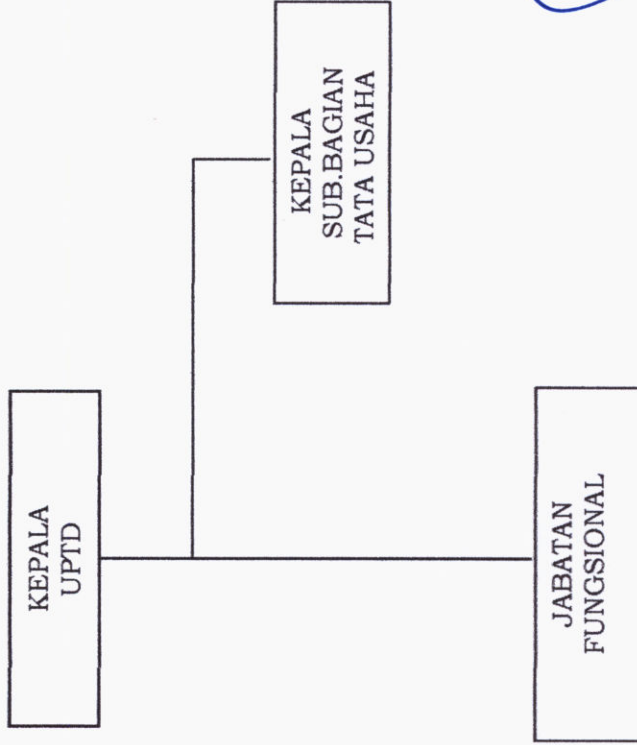 KEPALA
UPTD
KEPALA
SUB.BAGIAN
TATA USAHA
JABATAN
FUNGSIONAL